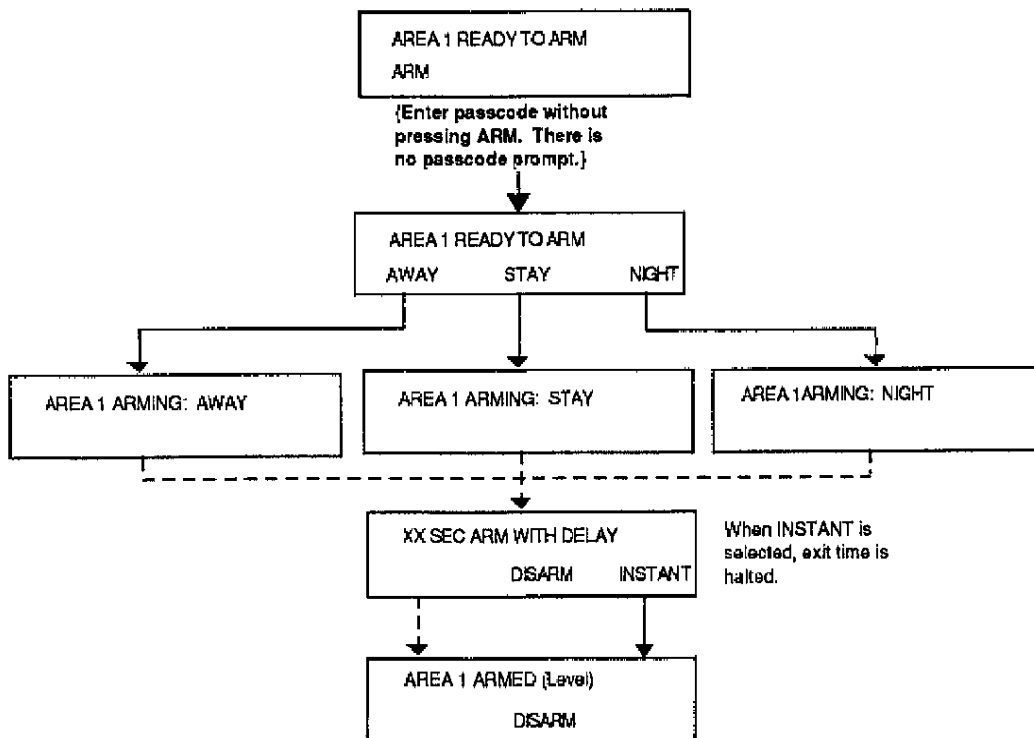 AREA 1 READY TO ARM
ARM
{Enter passcode without
pressing ARM. There is
no passcode prompt.}
AREA 1 READY TO ARM
AWAY STAY NIGHT
AREA 1 ARMING: AWAY
AREA 1 ARMING: STAY
AREA 1ARMING: NIGHT
XX SEC ARM WITH DELAY
DISARM INSTANT
When INSTANT is
selected, exit time is
halted.
AREA 1 ARMED (Level)
DISARM